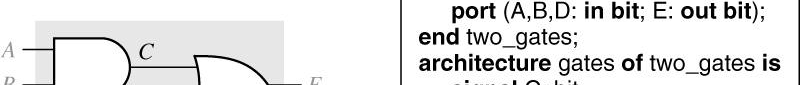 A
C
port (A,B,D: in bit; E: out bit);
end two_gates;
architecture gates of two_gates is